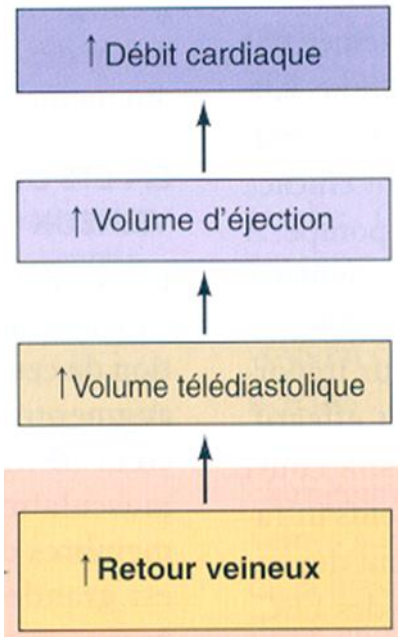 ↑ Débit cardiaque
↑ Volume d'éjection
↑ Volume télédiastolique
↑ Retour veineux